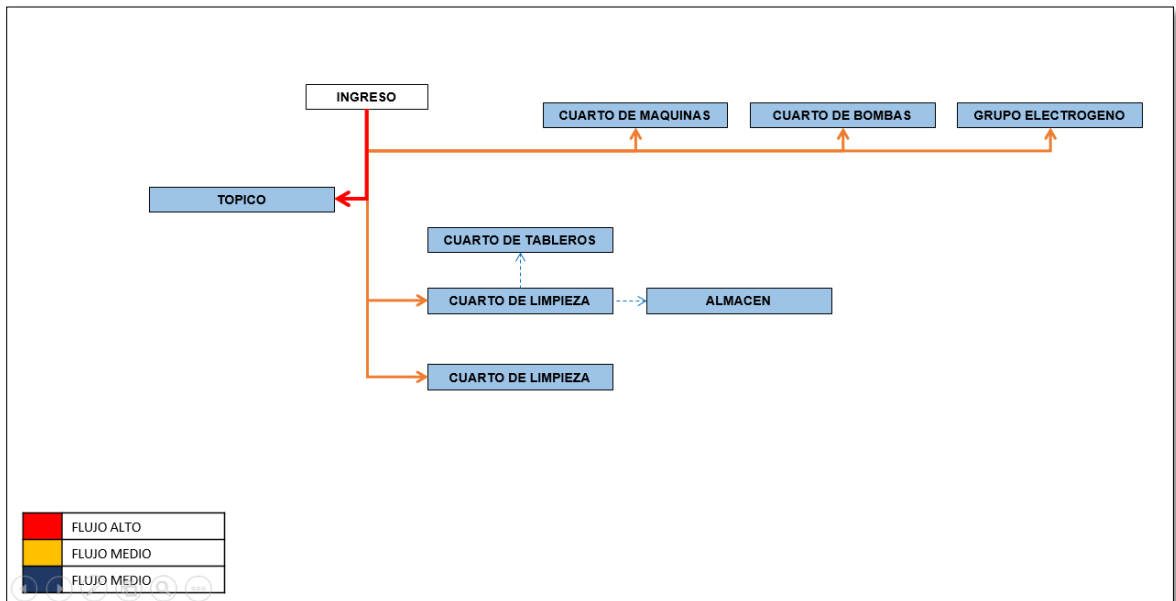 INGRESO
CUARTO DE MAQUINAS
CUARTO DE BOMBAS
GRUPO ELECTROGENO
TOPICO
CUARTO DE TABLEROS
CUARTO DE LIMPIEZA
ALMACEN
CUARTO DE LIMPIEZA
FLUJO ALTO
FLUJO MEDIO
FLUJO MEDIO